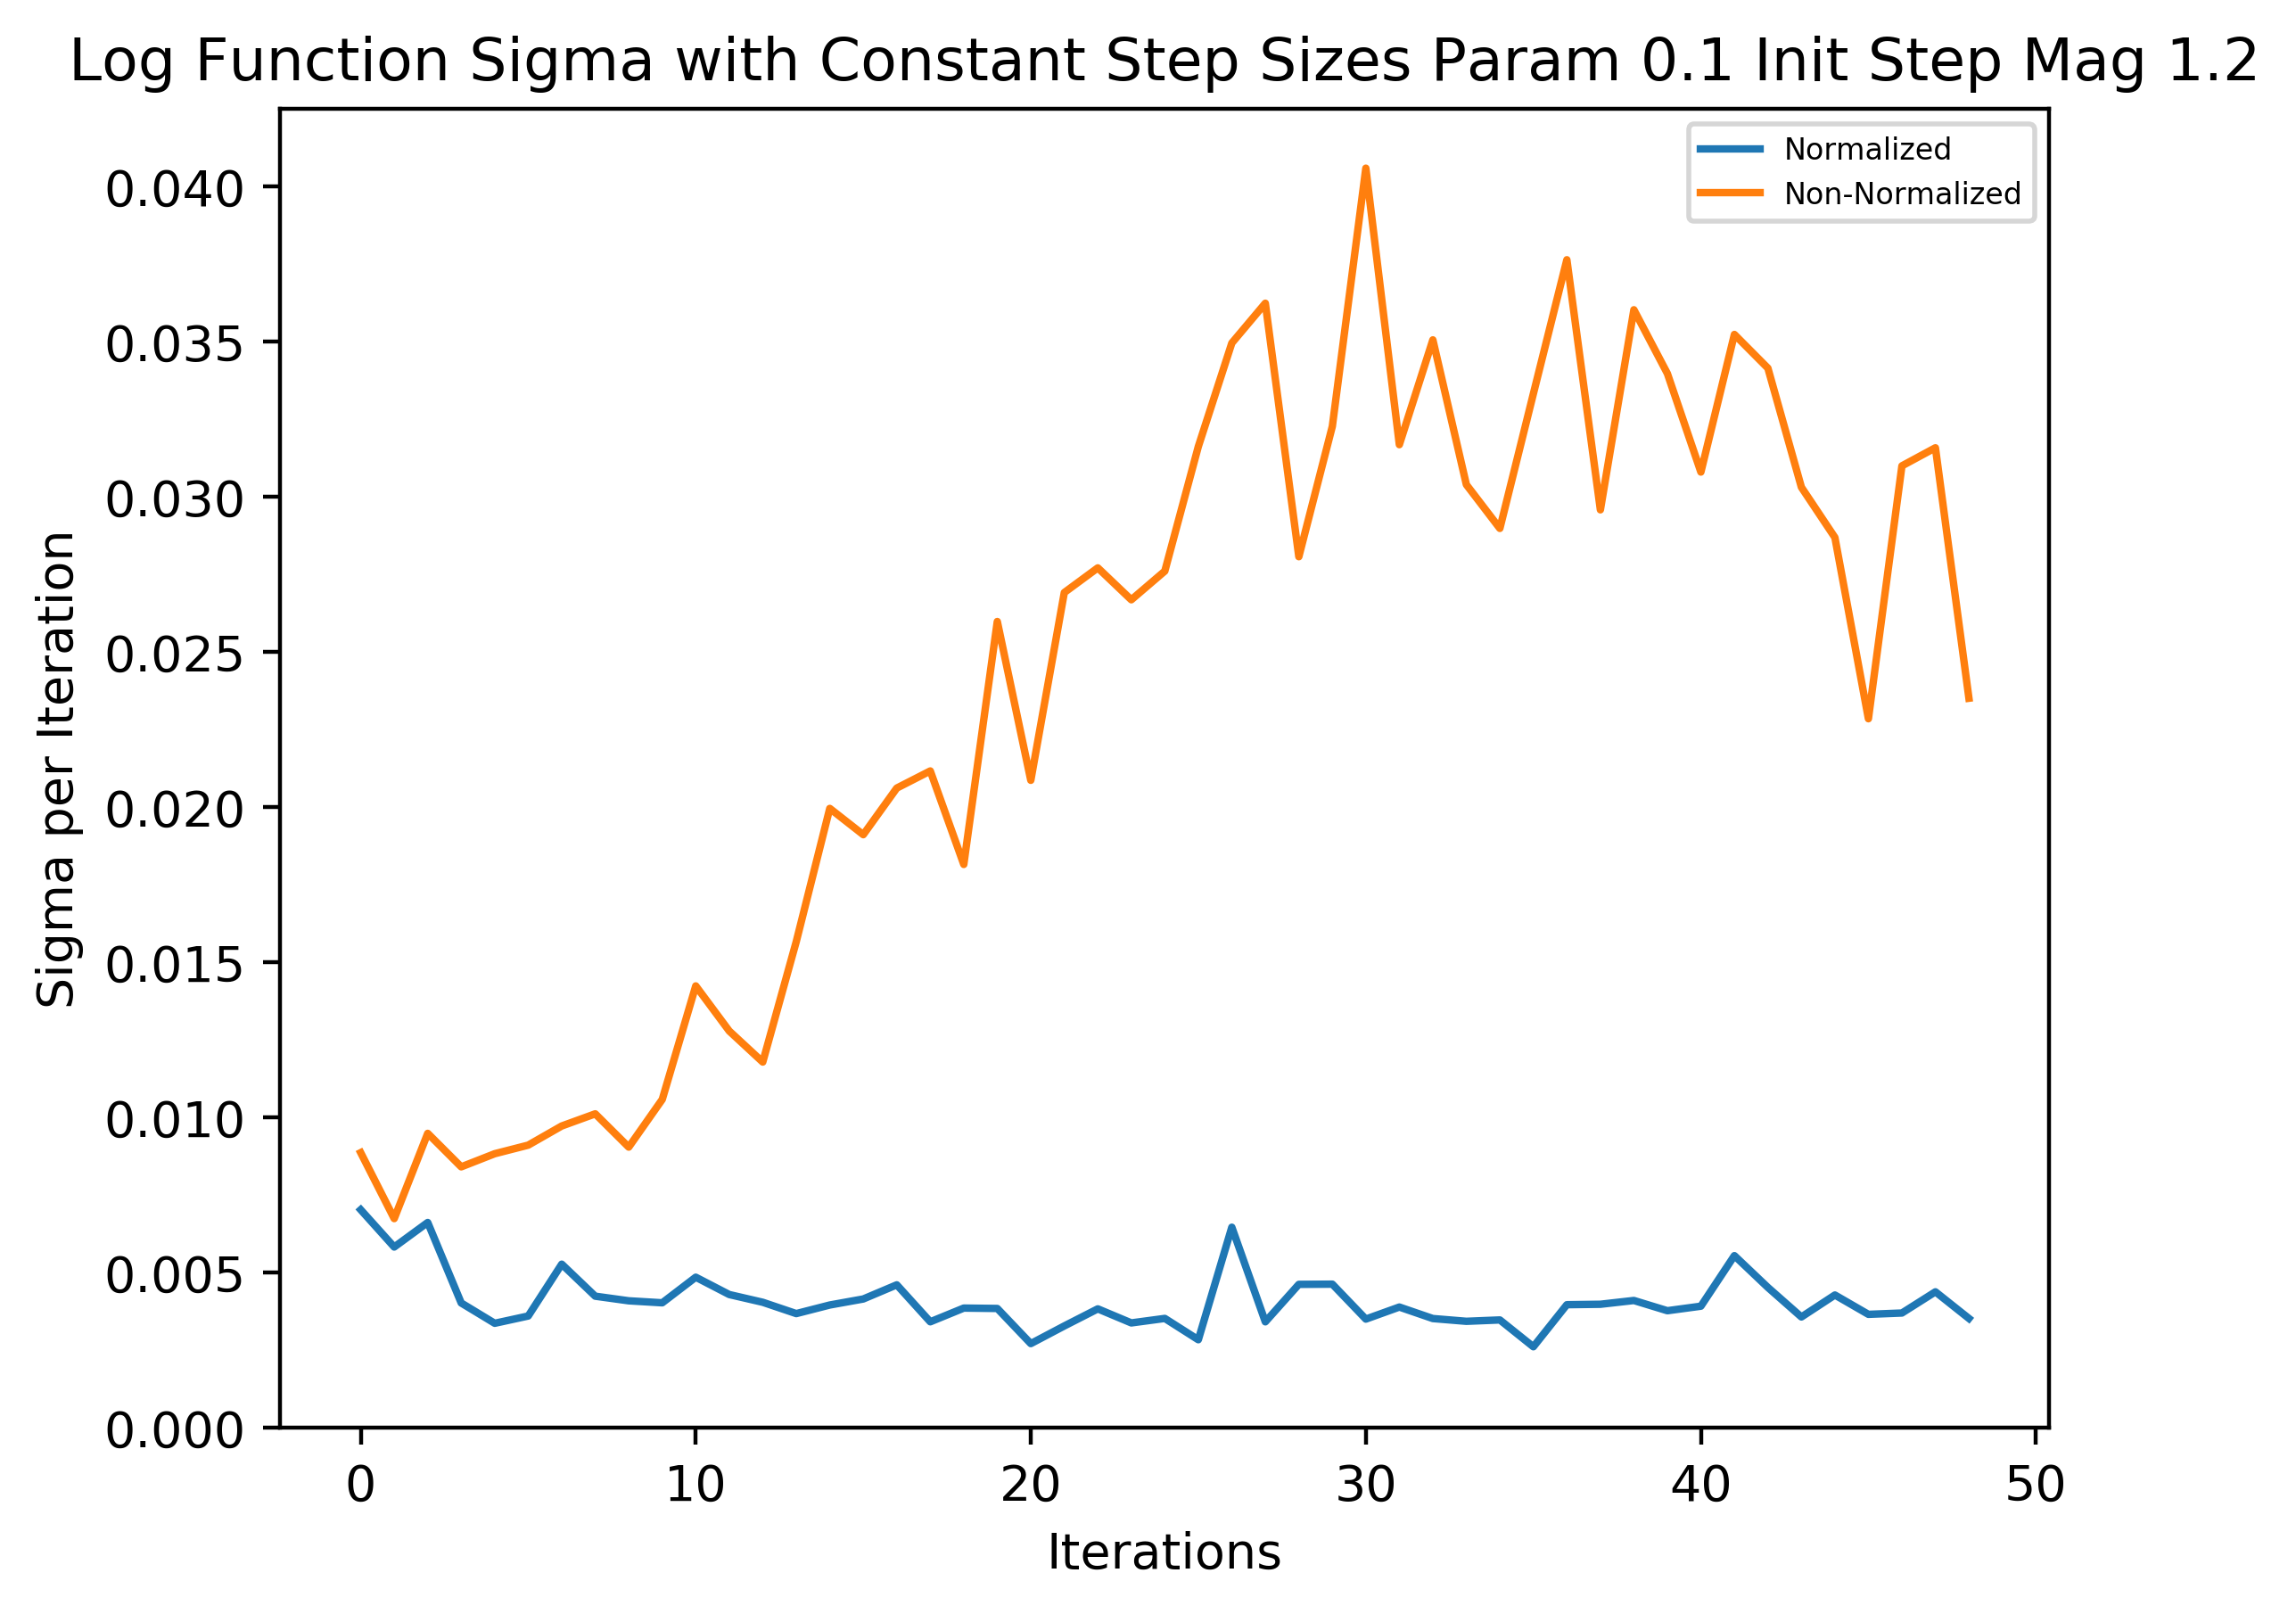 Log Function Sigma with Constant Step Sizes Param 0.1 Init Step Mag 1.2
Normalized
Non-Normalized
0.040
0.035
0.030
0.025
0.020
0.015
0.010
0.005
0.000
Sigma per Iteration
0 10 20 30 40 50
Iterations